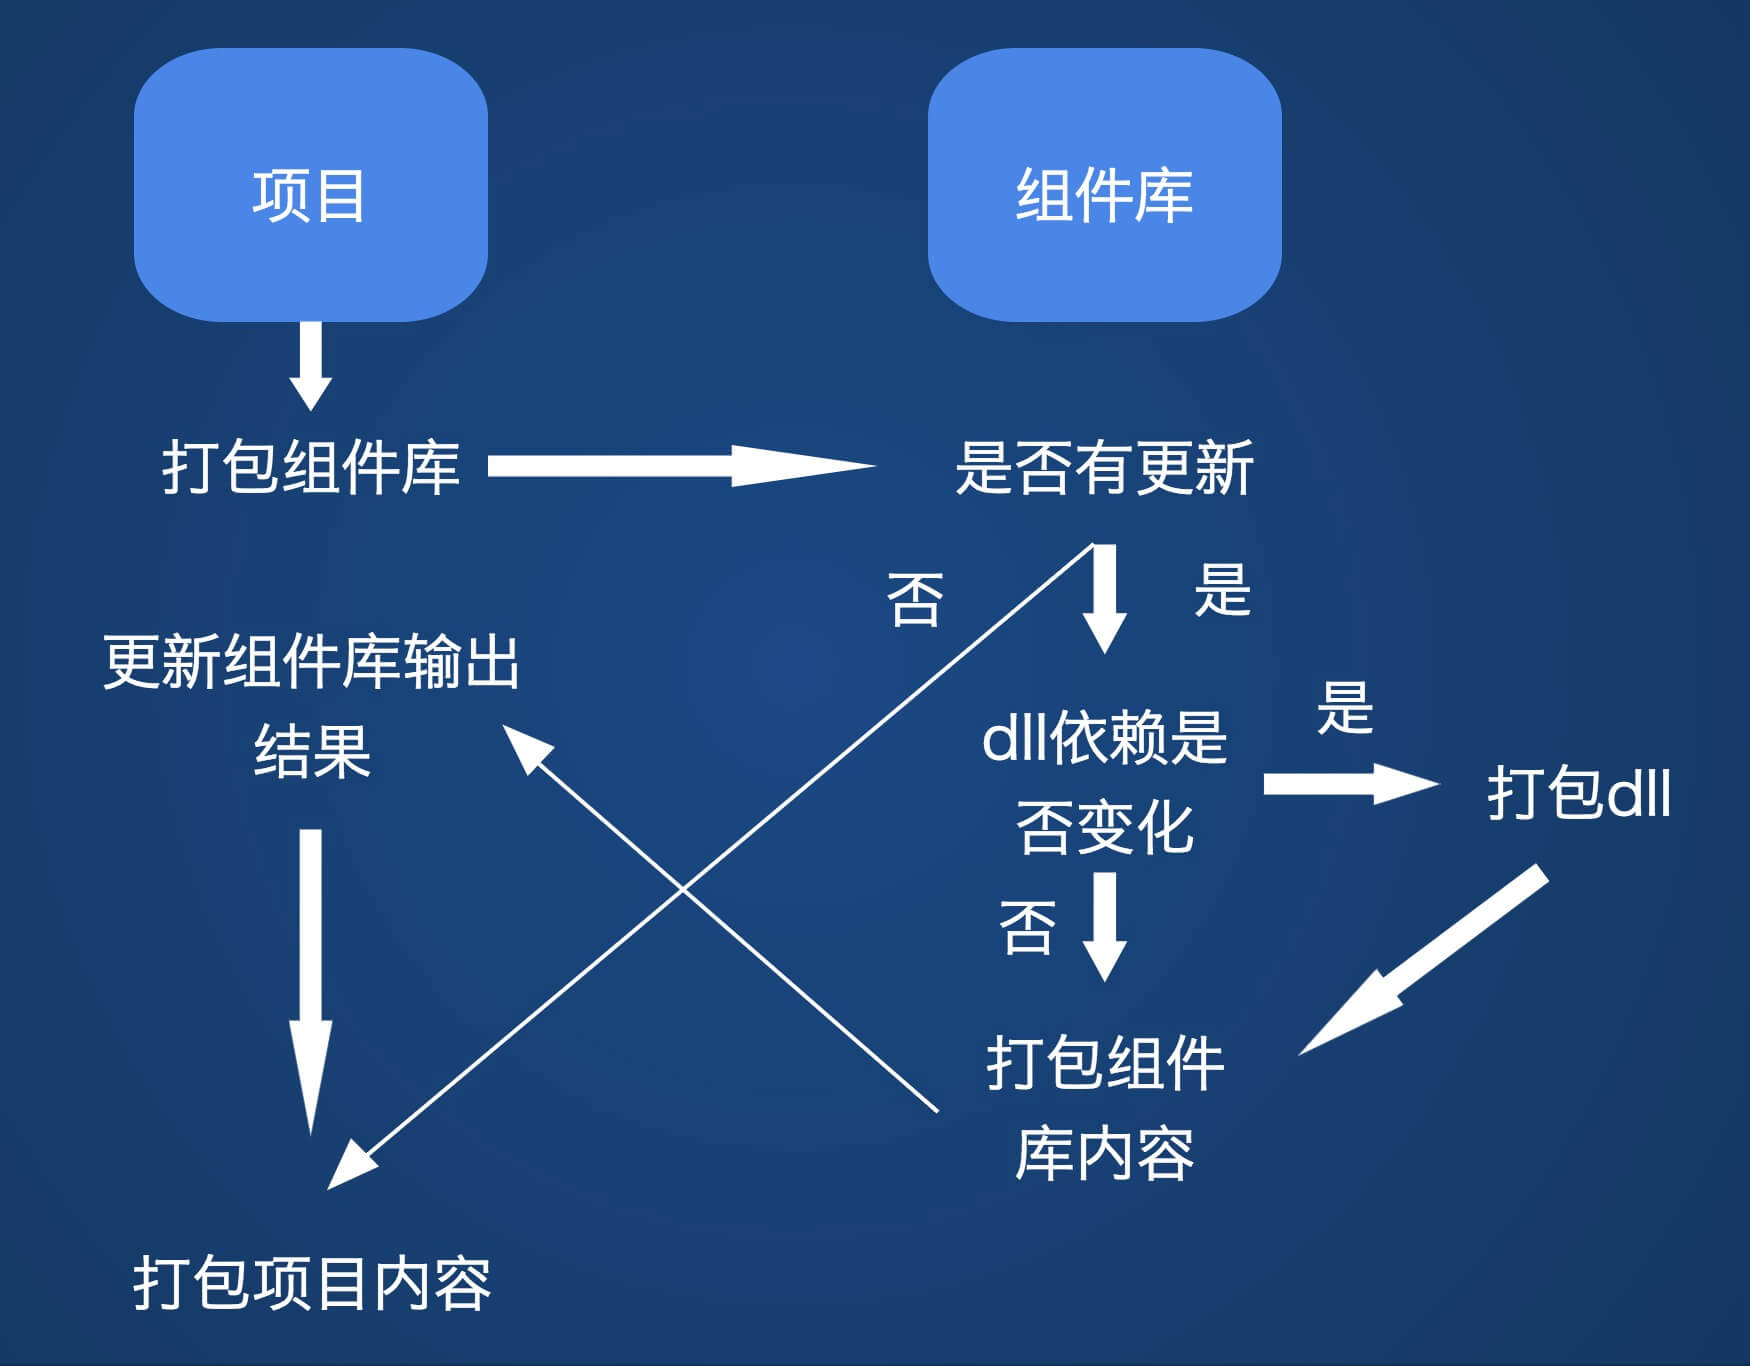 项目
组件库
打包组件库
是否有更新
否
是
更新组件库输出
结果
dll依赖是
否变化
是
打包dll
否
打包组件
库内容
打包项目内容